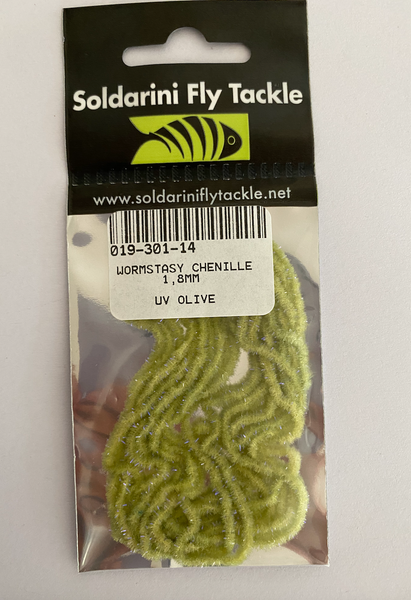 Soldarini Fly Tackle
www.soldariniflytackle.net
019-301-14
WORMSTASY CHENILLE
1,8MM
UV OLIVE